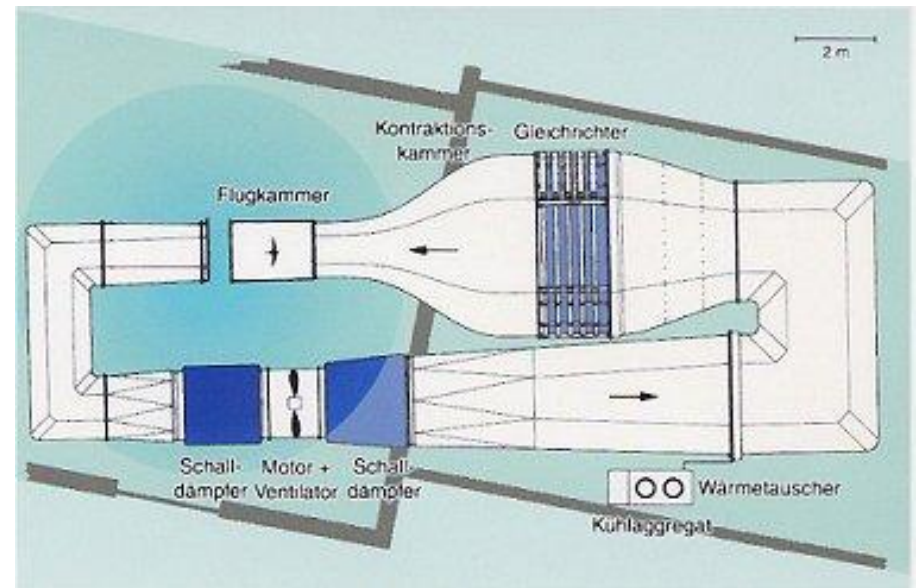 2 m
Kontraktions-
kammer
Gleichrichter
Flugkammer
Schall-
dämpfer
Motor +
Ventilator
Schall-
dämpfer
Wärmetauscher
Kühlaggregat